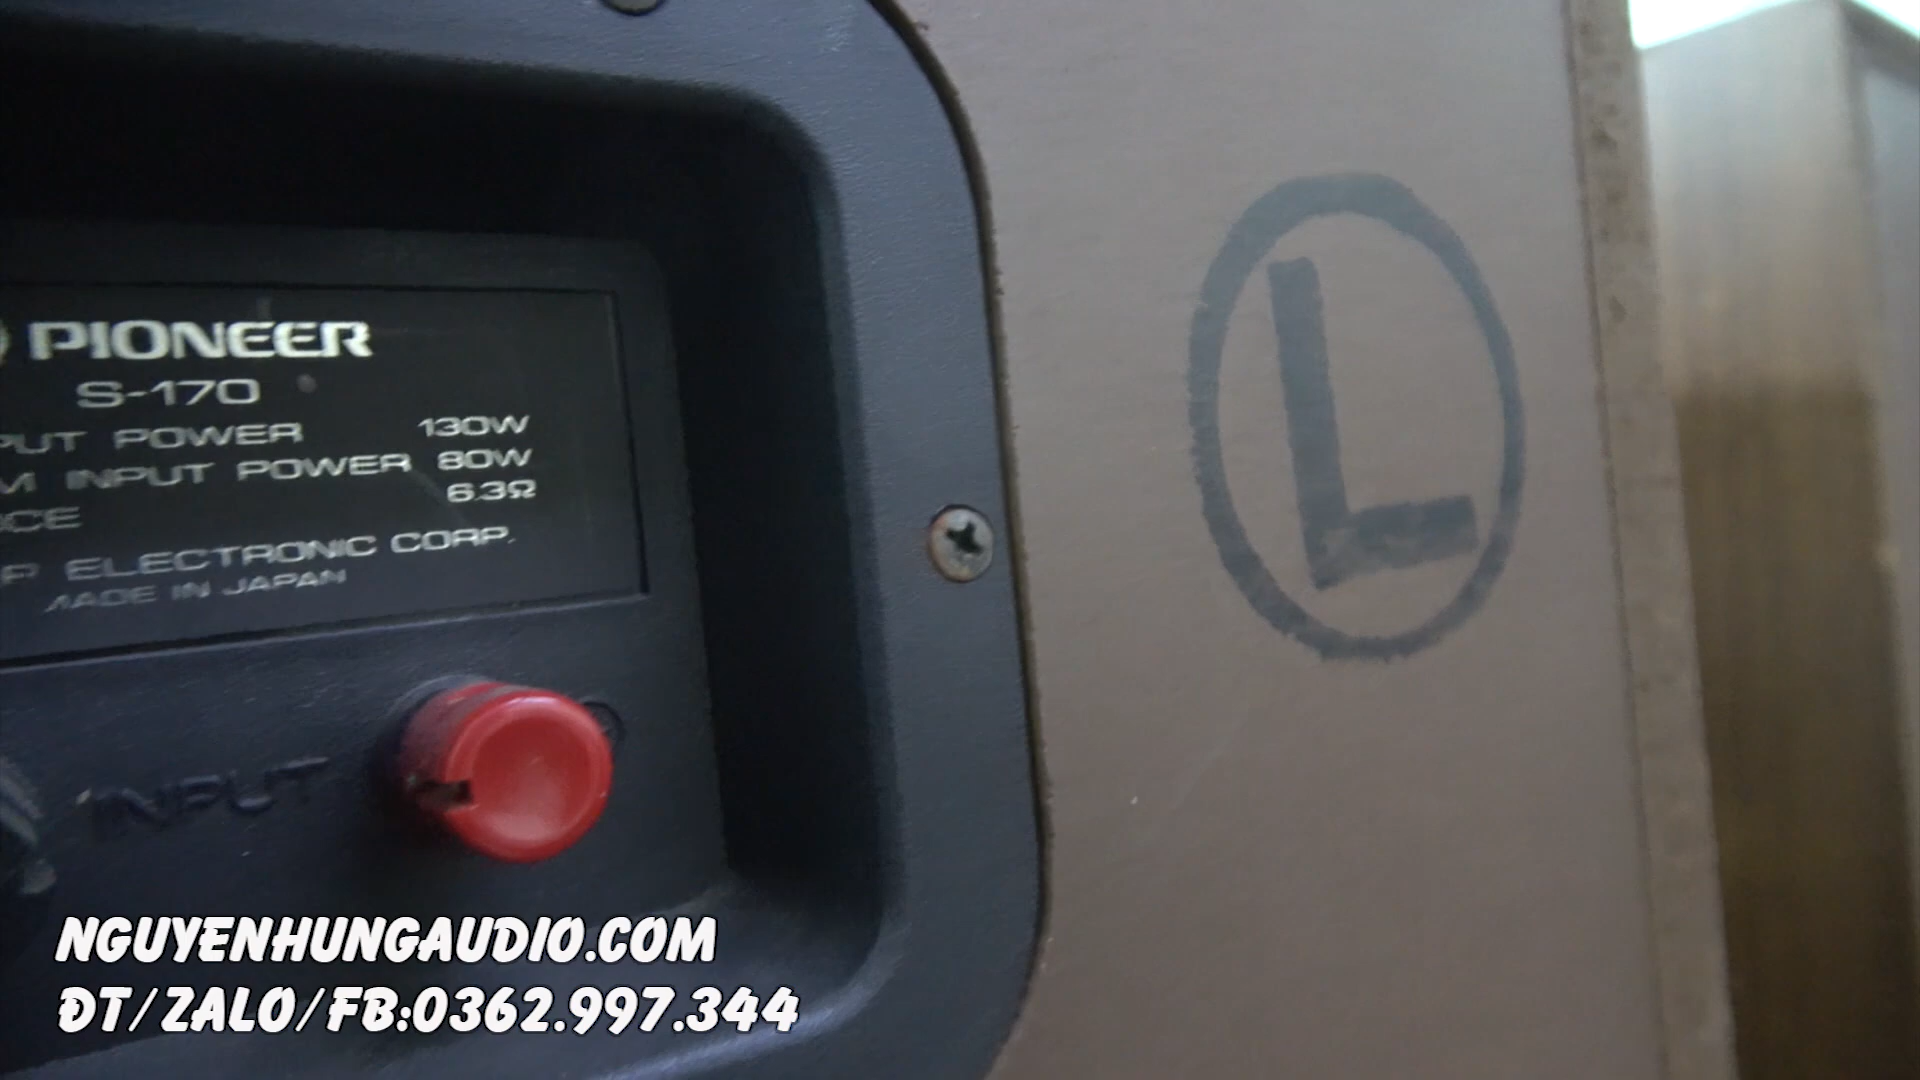 PIONEER
S-170
PUT POWER 130W
M INPUT POWER 80W
6.3Ω
CE
ELECTRONIC CORP.
MADE IN JAPAN
INPUT
L
NGUYENHUNGAUDIO.COM
ĐT/ZALO/FB:0362.997.344